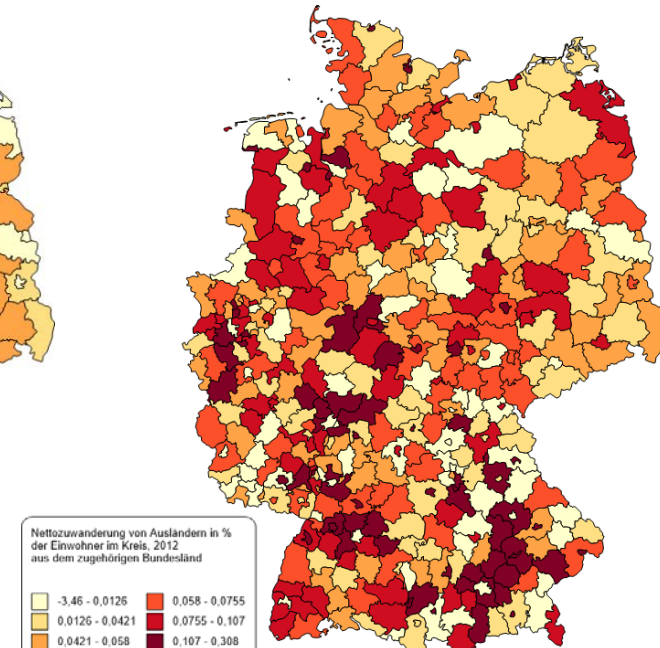 Nettozuwanderung von Ausländern in %
der Einwohner im Kreis, 2012
aus dem zugehörigen Bundesländ
-3,46 - 0,0126
0,058 - 0,0755
0,0126 - 0,0421
0,0755 - 0,107
0,0421 - 0,058
0,107 - 0,308